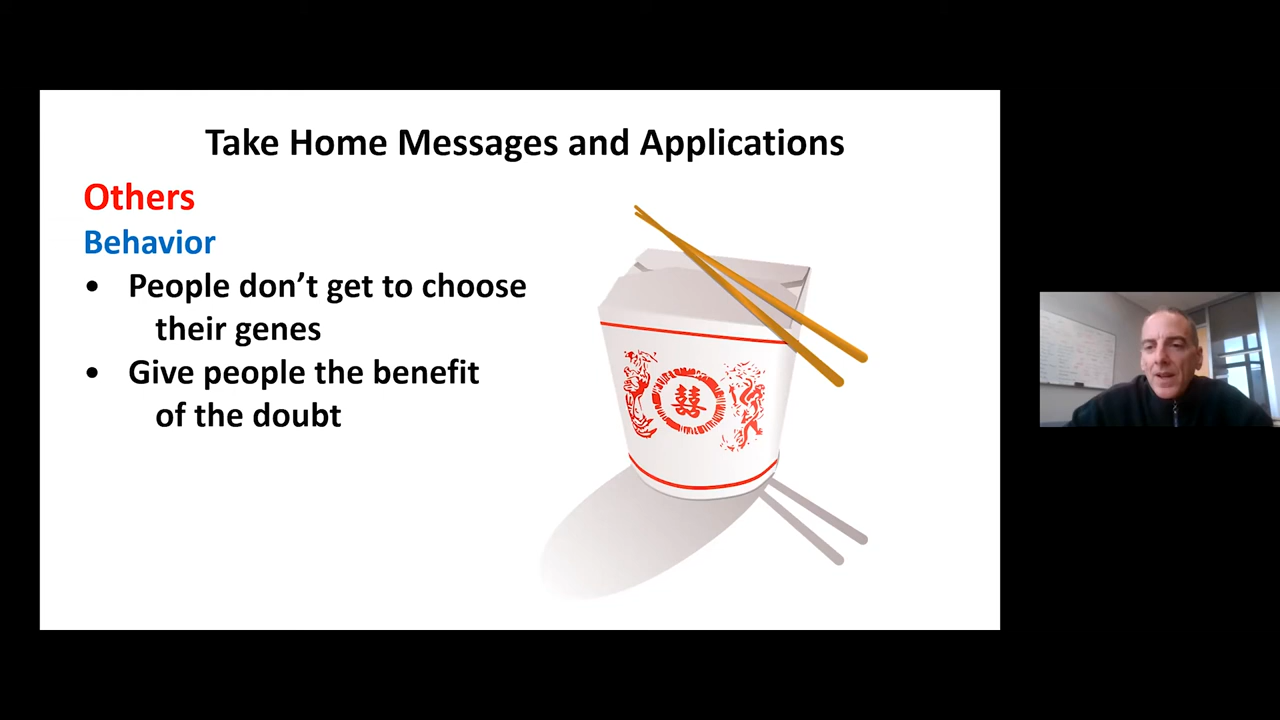 Take Home Messages and Applications
Others
Behavior
• People don't get to choose
their genes
• Give people the benefit
of the doubt
囍